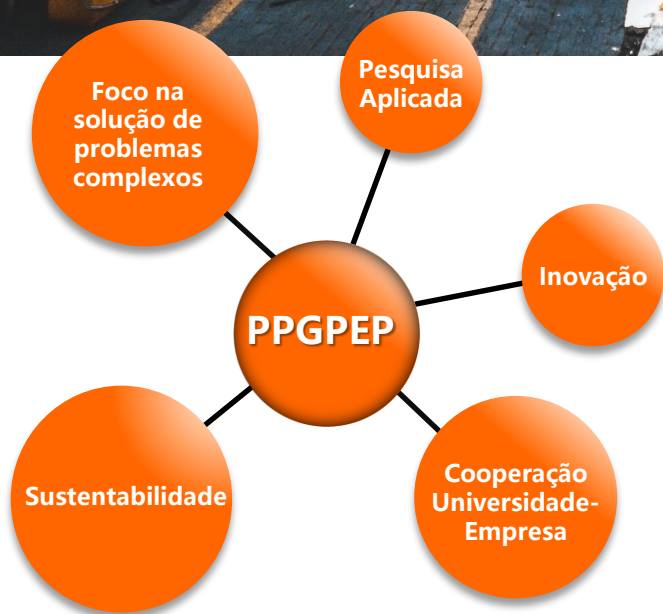 Foco na
solução de
problemas
complexos
Pesquisa
Aplicada
Inovação
PPGPEP
Sustentabilidade
Cooperação
Universidade-
Empresa